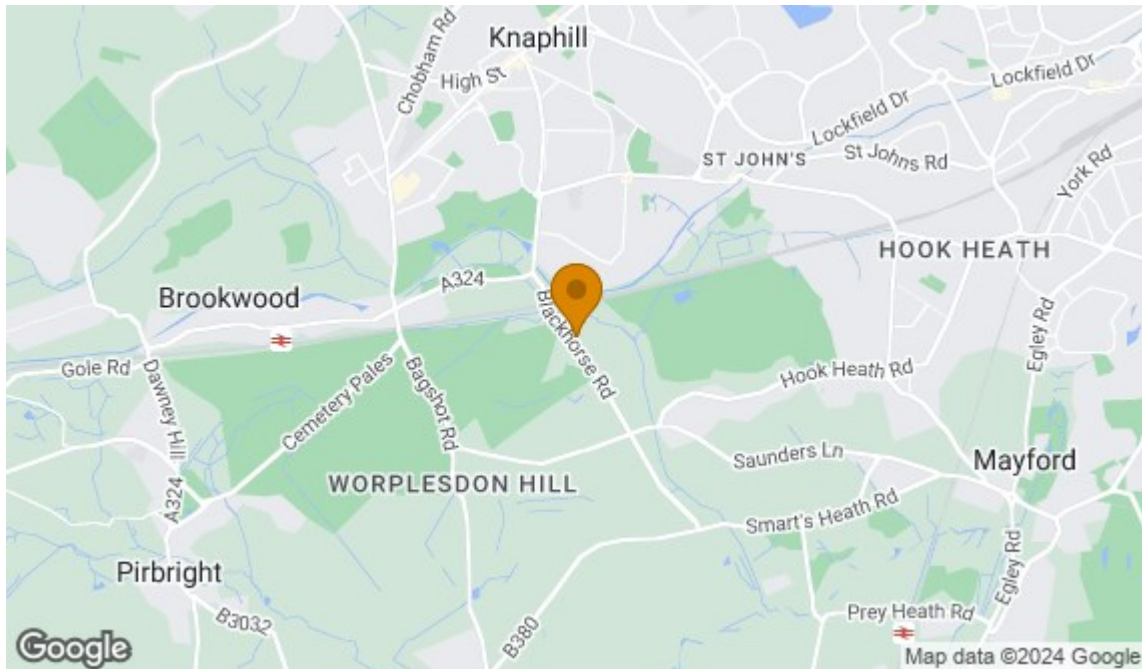 Knaphill
Chobham Rd
High St
Lockfield Dr
Lockfield Dr
ST JOHN'S
St Johns Rd
York Rd
HOOK HEATH
A324
Brookwood
Blackhorse Rd
Egley Rd
Gole Rd
Dawney Hill
Cemetery Pales
Bagshot Rd
Hook Heath Rd
Saunders Ln
Mayford
WORPLESDON HILL
A324
Smart's Heath Rd
Pirbright
Egley Rd
B3032
B380
Prey Heath Rd
Google
Map data ©2024 Google